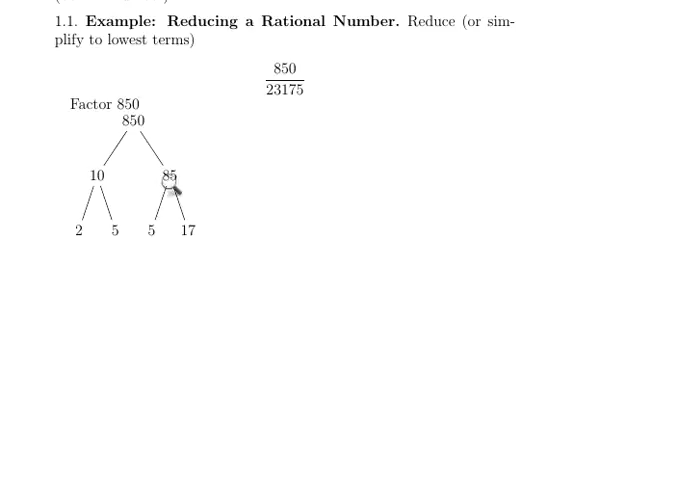 1.1. Example: Reducing a Rational Number. Reduce (or sim-
plify to lowest terms)
850
23175
Factor 850
850
10 85
2 5 5 17